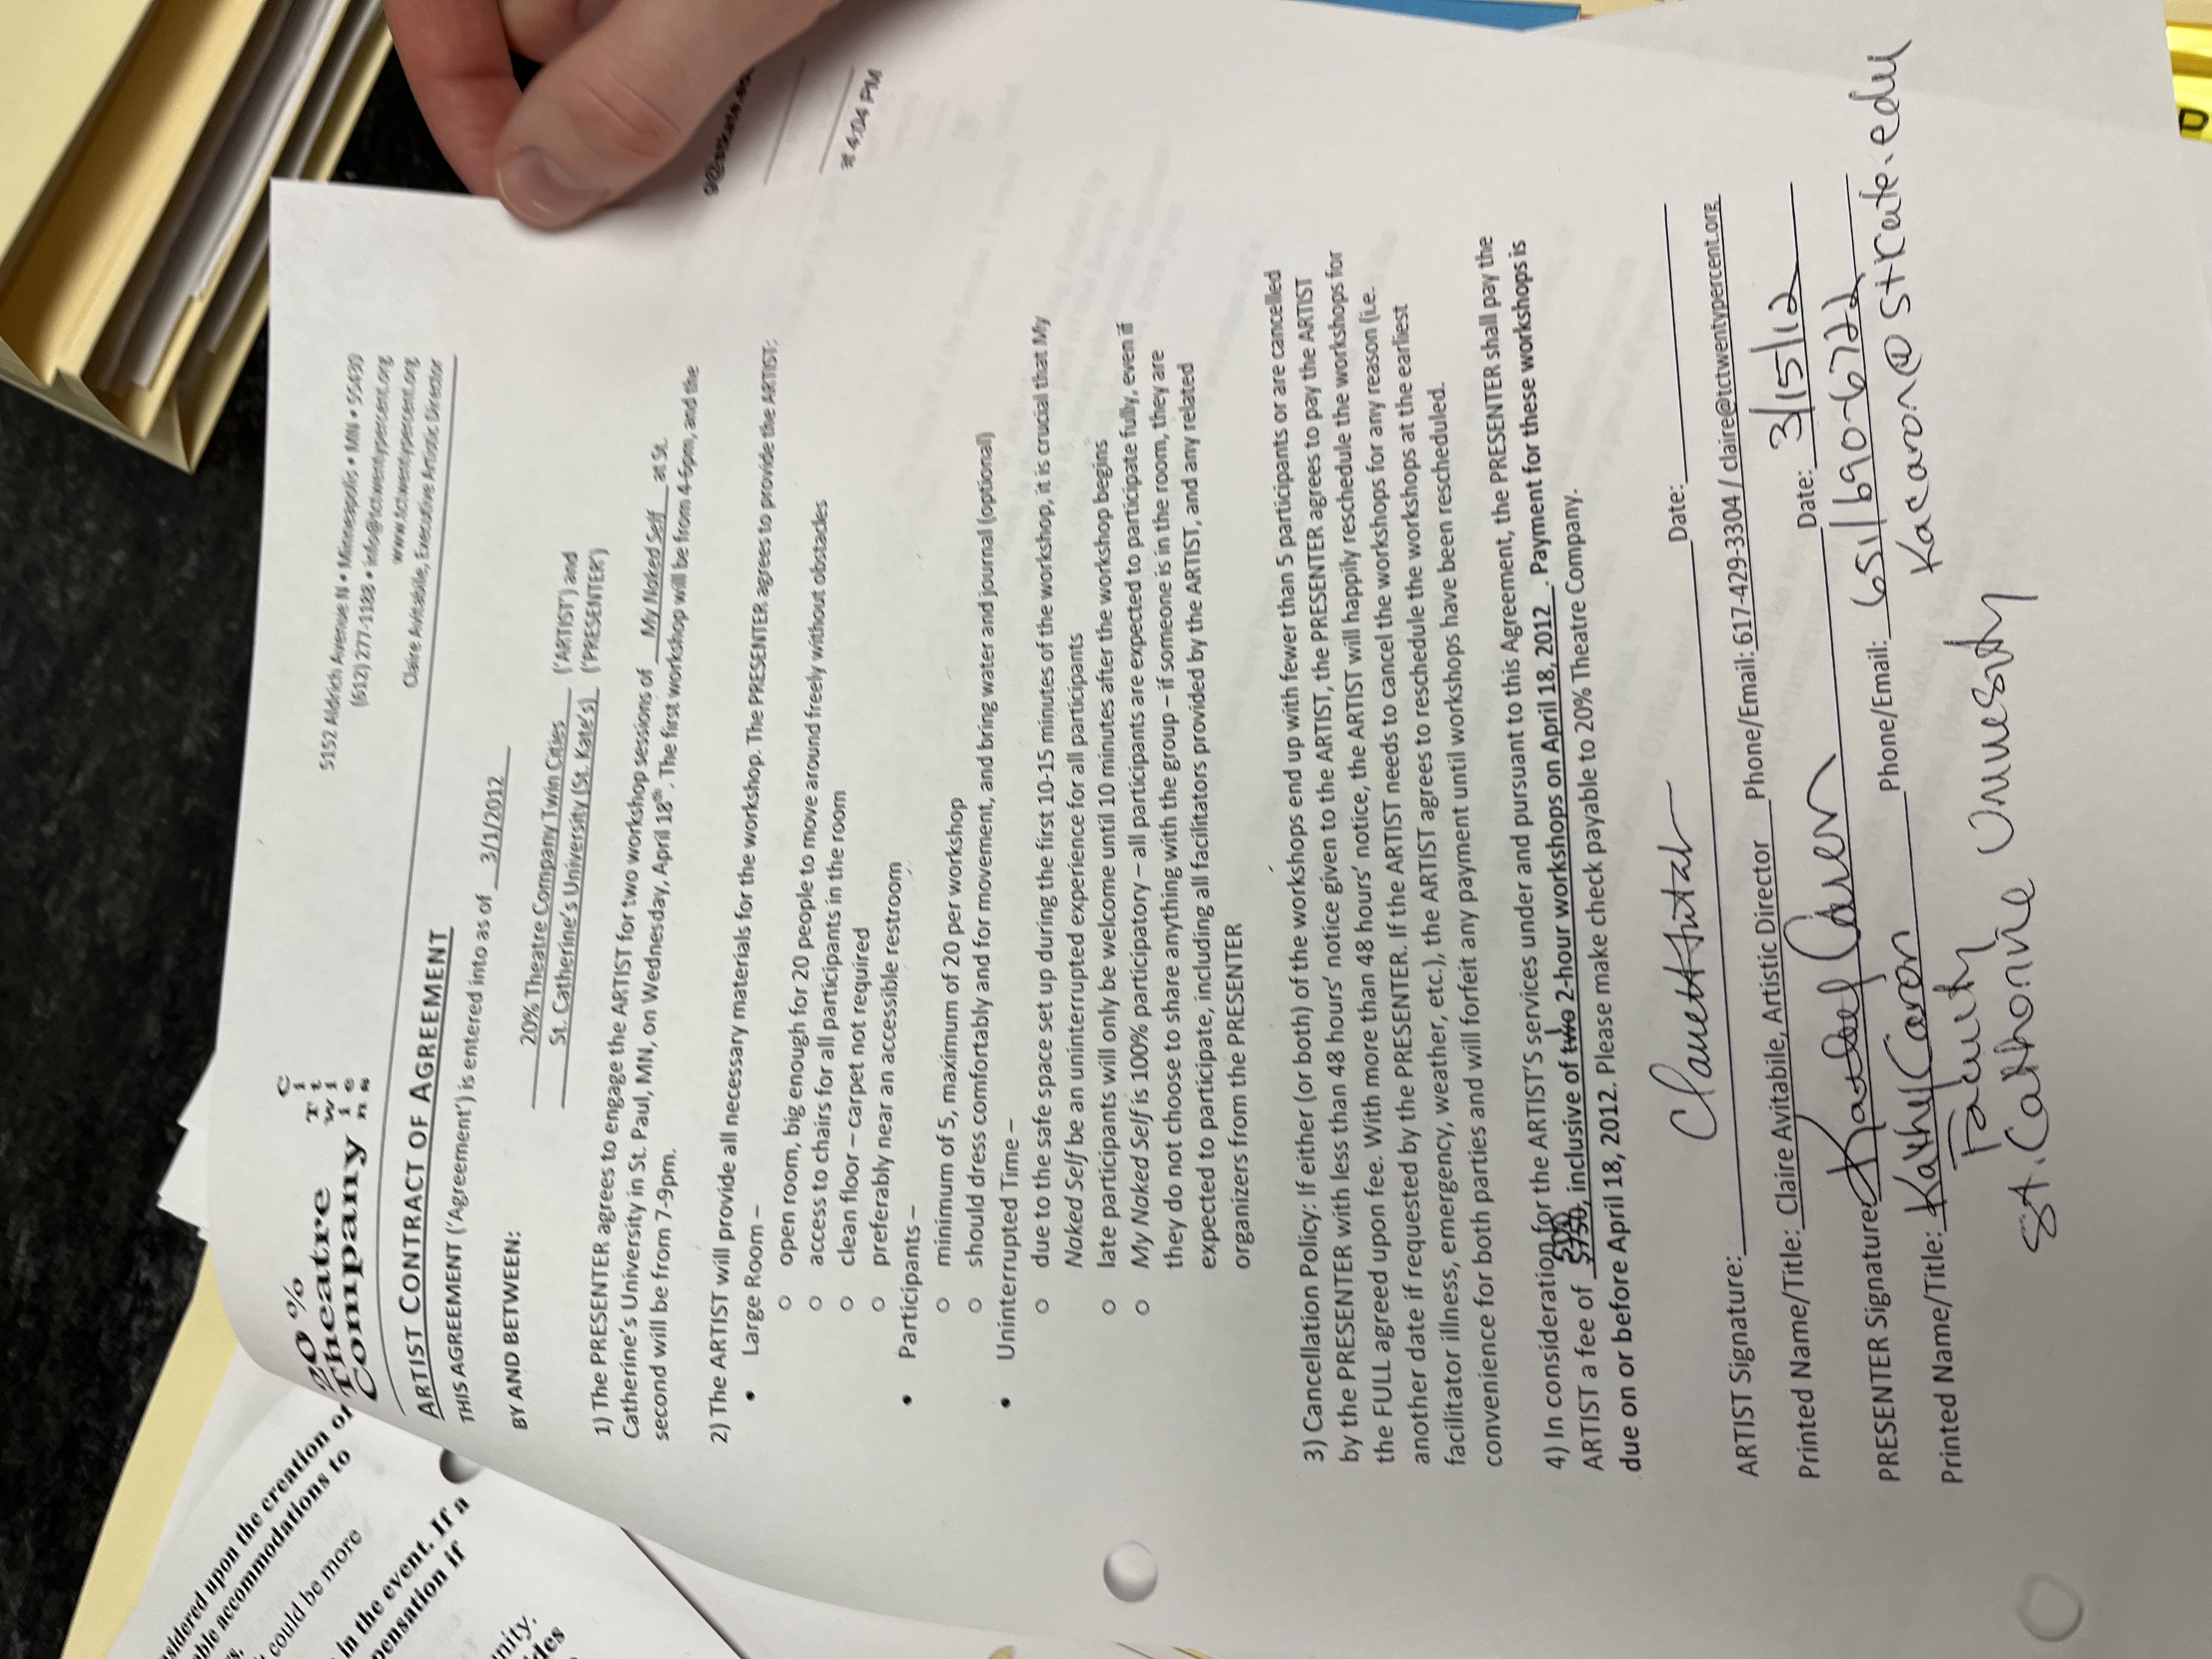 sidered upon the creation of
ble accommodations to
s.
could be more
In the event. If a
pensation if
nity.
des
20 %
Theatre
Company
Twin
Cities
5152 Aldrich Avenue N • Minneapolis • MN • 55430
(612) 277-1188 • info@tctwentypercent.org
www.tctwentypercent.org
Claire Avitabile, Executive Artistic Director
ARTIST CONTRACT OF AGREEMENT
THIS AGREEMENT ('Agreement') is entered into as of 3/1/2012
BY AND BETWEEN:
20% Theatre Company Twin Cities ('ARTIST') and
St. Catherine's University (St. Kate's) ('PRESENTER')
1) The PRESENTER agrees to engage the ARTIST for two workshop sessions of My Naked Self at St.
Catherine's University in St. Paul, MN, on Wednesday, April 18th. The first workshop will be from 4-6pm, and the
second will be from 7-9pm.
2) The ARTIST will provide all necessary materials for the workshop. The PRESENTER agrees to provide the ARTIST:
• Large Room –
o open room, big enough for 20 people to move around freely without obstacles
o access to chairs for all participants in the room
o clean floor – carpet not required
o preferably near an accessible restroom
• Participants –
o minimum of 5, maximum of 20 per workshop
o should dress comfortably and for movement, and bring water and journal (optional)
• Uninterrupted Time –
o due to the safe space set up during the first 10-15 minutes of the workshop, it is crucial that My
Naked Self be an uninterrupted experience for all participants
o late participants will only be welcome until 10 minutes after the workshop begins
o My Naked Self is 100% participatory – all participants are expected to participate fully, even if
they do not choose to share anything with the group – if someone is in the room, they are
expected to participate, including all facilitators provided by the ARTIST, and any related
organizers from the PRESENTER
3) Cancellation Policy: If either (or both) of the workshops end up with fewer than 5 participants or are cancelled
by the PRESENTER with less than 48 hours' notice given to the ARTIST, the PRESENTER agrees to pay the ARTIST
the FULL agreed upon fee. With more than 48 hours' notice, the ARTIST will happily reschedule the workshops for
another date if requested by the PRESENTER. If the ARTIST needs to cancel the workshops for any reason (i.e.
facilitator illness, emergency, weather, etc.), the ARTIST agrees to reschedule the workshops at the earliest
convenience for both parties and will forfeit any payment until workshops have been rescheduled.
4) In consideration for the ARTIST'S services under and pursuant to this Agreement, the PRESENTER shall pay the
500 1
ARTIST a fee of $750, inclusive of two 2-hour workshops on April 18, 2012 . Payment for these workshops is
due on or before April 18, 2012. Please make check payable to 20% Theatre Company.
ARTIST Signature: Date:
Printed Name/Title: Claire Avitabile, Artistic Director Phone/Email: 617-429-3304 / claire@tctwentypercent.org
PRESENTER Signature: Caron Date: 3/15/12
Printed Name/Title: Kathy Caron Phone/Email: 651/690-6722
Kacaron@stkate.edu
Faculty
St. Catherine University
at 4:04 PM
P